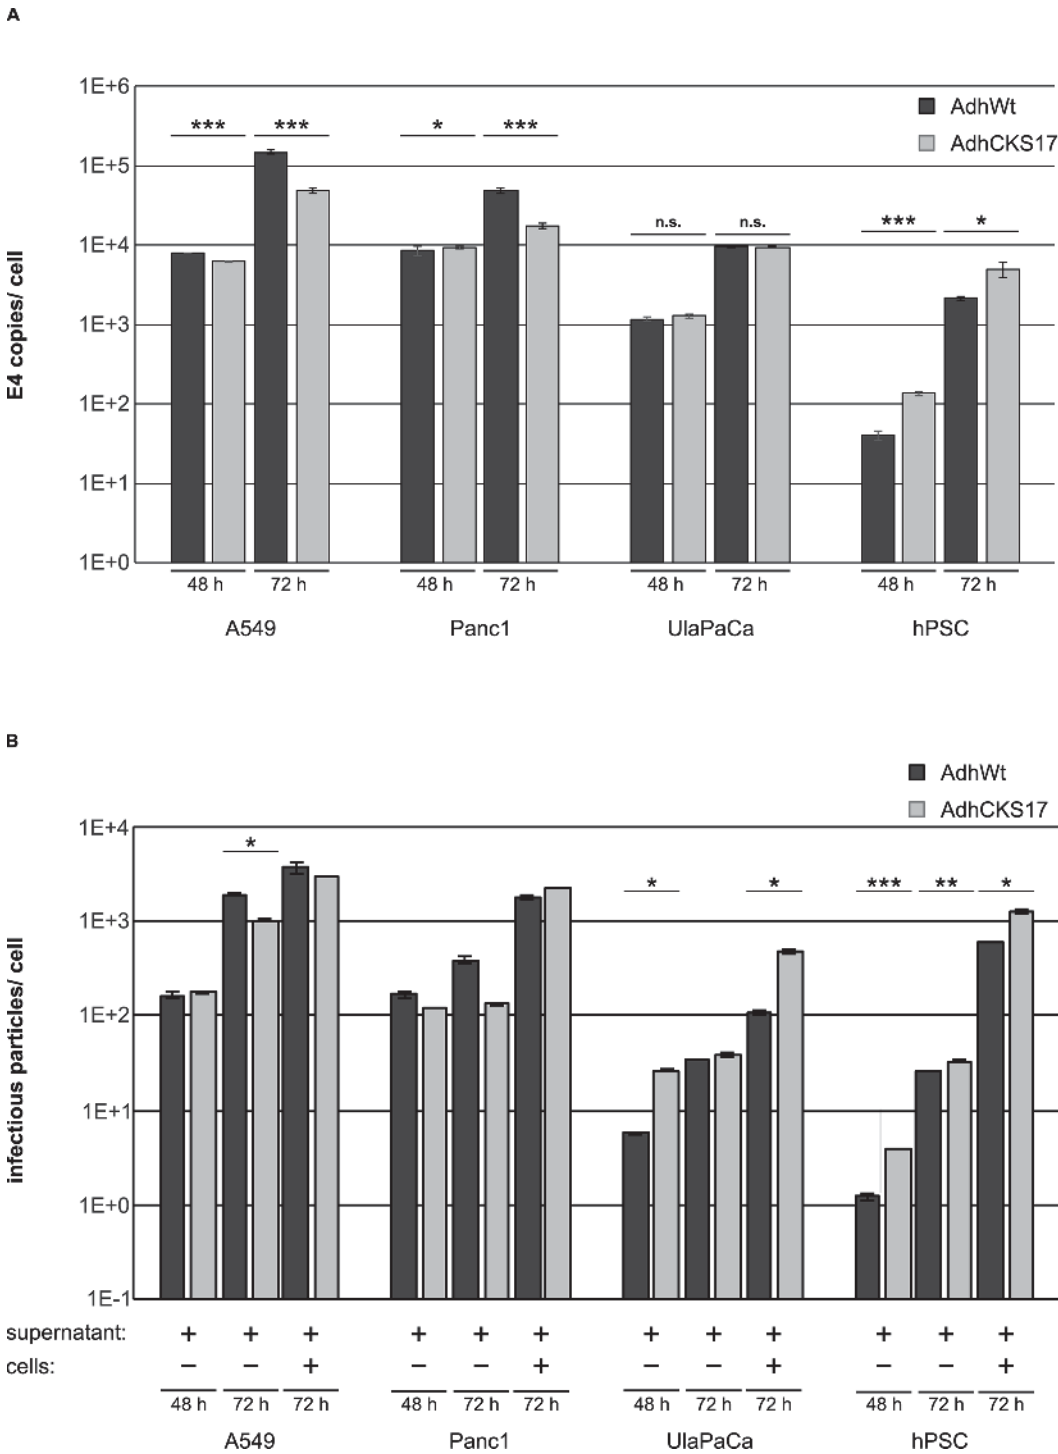 A
1E+6
AdhWt
*** *** * ***
AdhCKS17
1E+5
n.s. n.s. *** *
1E+4
E4 copies/ cell
1E+3
1E+2
1E+1
1E+0
48 h 72 h 48 h 72 h 48 h 72 h 48 h 72 h
A549 Panc1 UlaPaCa hPSC
B
AdhWt
AdhCKS17
1E+4
*
* * *** ** *
1E+3
infectious particles/ cell
1E+2
1E+1
1E+0
1E-1
supernatant: + + + + + + + + + + + +
cells: − − + − − + − − + − − +
48 h 72 h 72 h 48 h 72 h 72 h 48 h 72 h 72 h 48 h 72 h 72 h
A549 Panc1 UlaPaCa hPSC